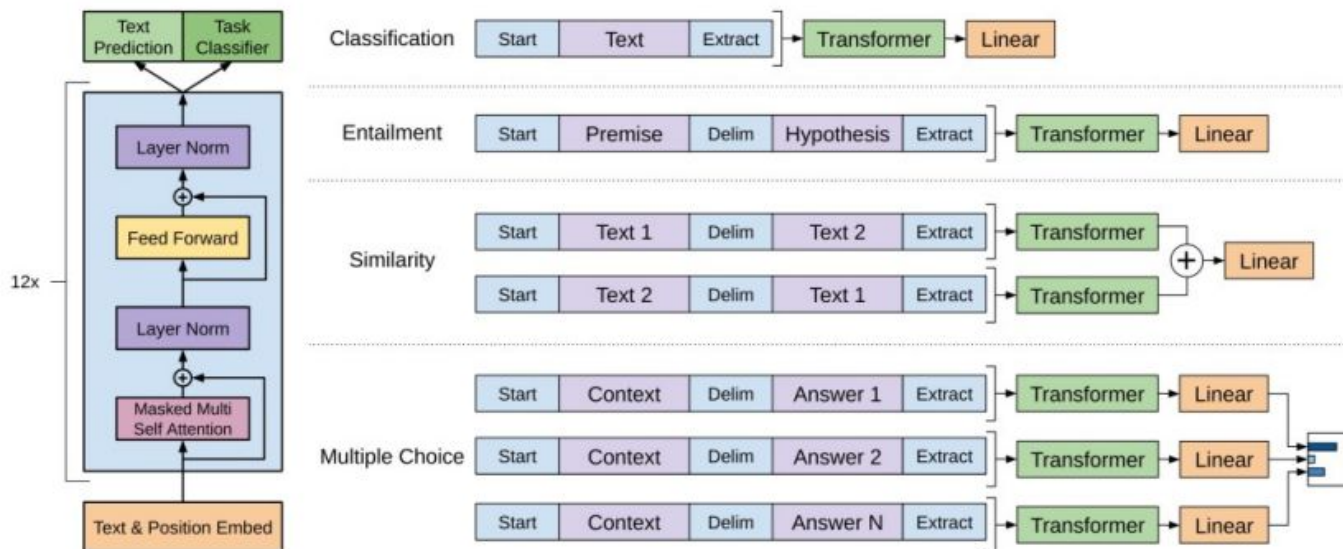 Text
Prediction
Task
Classifier
Layer Norm
Feed Forward
12x
Layer Norm
Masked Multi
Self Attention
Text & Position Embed
Classification
Start Text Extract Transformer Linear
Entailment
Start Premise Delim Hypothesis Extract Transformer Linear
Similarity
Start Text 1 Delim Text 2 Extract Transformer
Start Text 2 Delim Text 1 Extract Transformer
+ Linear
Multiple Choice
Start Context Delim Answer 1 Extract Transformer Linear
Start Context Delim Answer 2 Extract Transformer Linear
Start Context Delim Answer N Extract Transformer Linear